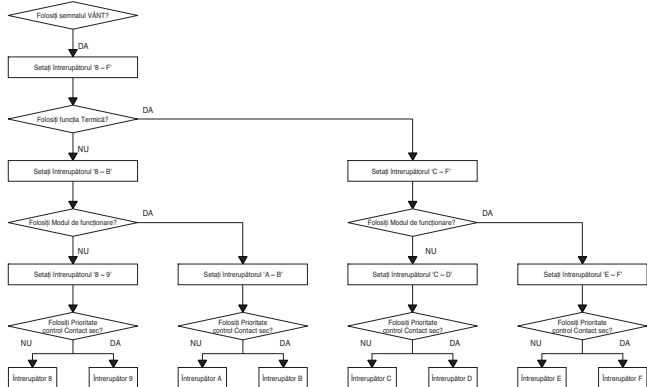 Folosiți semnalul VÂNT?
DA
Setați întrerupătorul '8 ~ F'
Folosiți funcția Termică?
DA
NU
Setați întrerupătorul '8 ~ B'
Setați întrerupătorul 'C ~ F'
Folosiți Modul de funcționare?
DA
Folosiți Modul de funcționare?
DA
NU
NU
Setați întrerupătorul '8 ~ 9'
Setați întrerupătorul 'A ~ B'
Setați întrerupătorul 'C ~ D'
Setați întrerupătorul 'E ~ F'
Folosiți Prioritate
control Contact sec?
Folosiți Prioritate
control Contact sec?
Folosiți Prioritate
control Contact sec?
Folosiți Prioritate
control Contact sec?
NU
DA
NU
DA
NU
DA
NU
DA
Întrerupător 8
Întrerupător 9
Întrerupător A
Întrerupător B
Întrerupător C
Întrerupător D
Întrerupător E
Întrerupător F